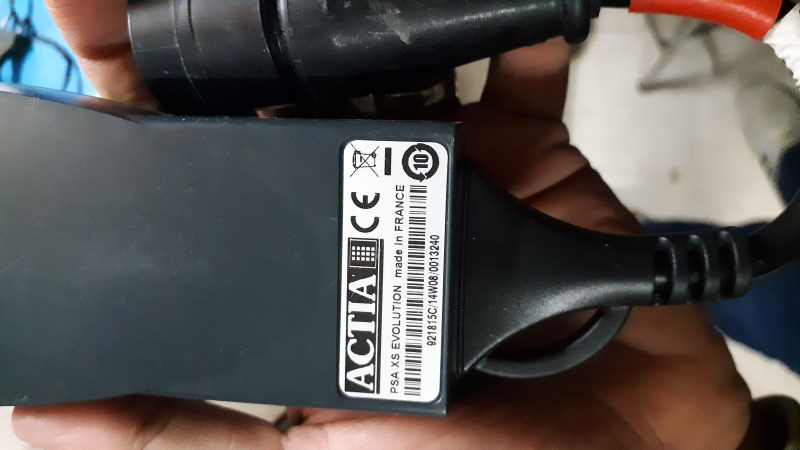 ACTIA CE
10
PSA XS EVOLUTION made in FRANCE
921815C/14W08/0013240